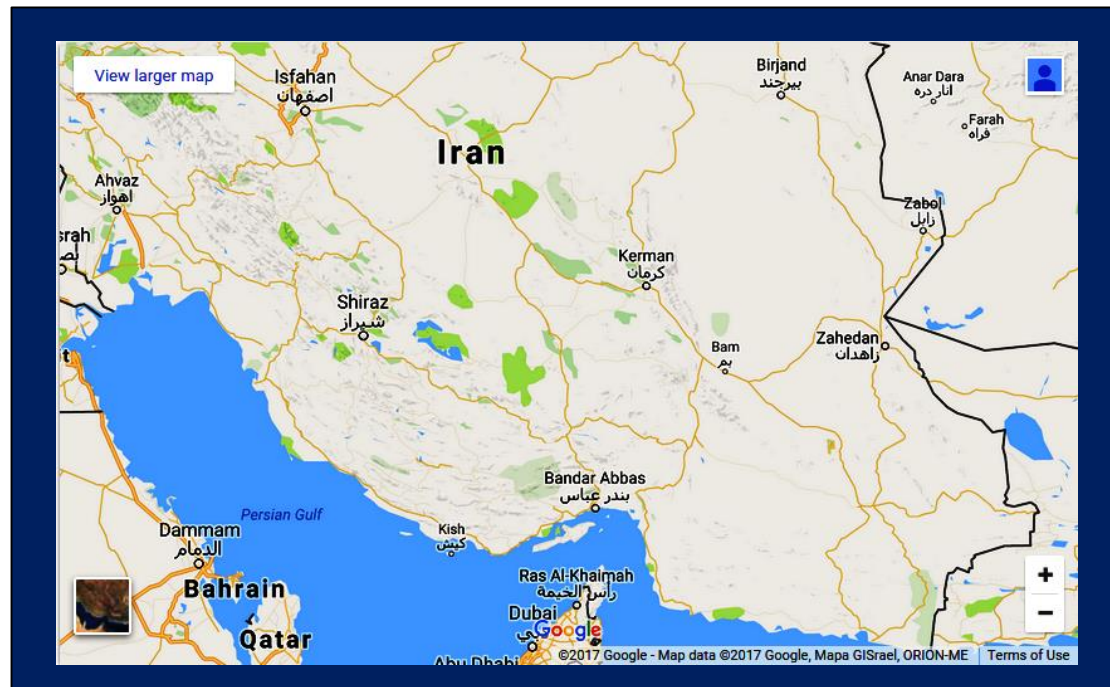 View larger map
Isfahan
اصفهان
Birjand
بیرجند
Anar Dara
انار دره
Farah
فراه
Iran
Ahvaz
اهواز
Zabol
زابل
srah
Kerman
کرمان
Shiraz
شیراز
Bam
بم
Zahedan
زاهدان
Bandar Abbas
بندر عباس
Persian Gulf
Kish
کیش
Dammam
الدمام
Ras Al-Khaimah
رأس الخيمة
Bahrain
Dubai
Google
Qatar
Abu Dhabi
+
−
©2017 Google - Map data ©2017 Google, Mapa GISrael, ORION-ME
Terms of Use